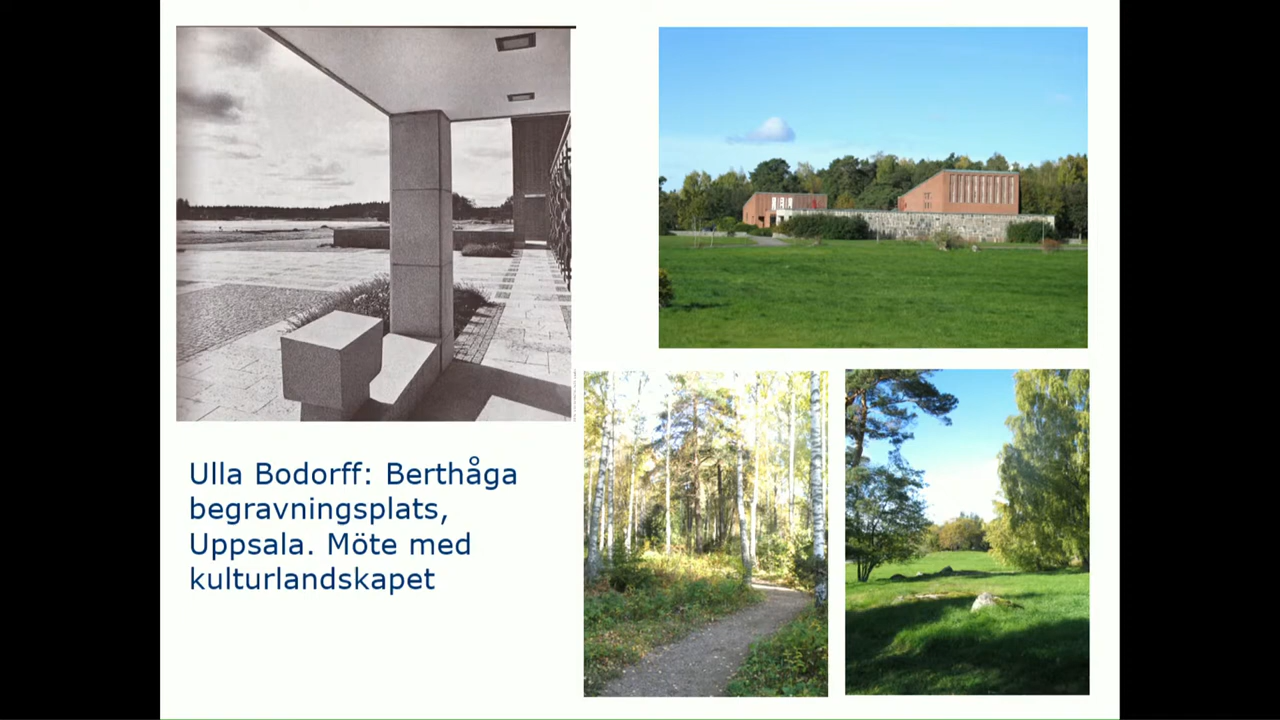 Ulla Bodorff: Berthåga
begravningsplats,
Uppsala. Möte med
kulturlandskapet